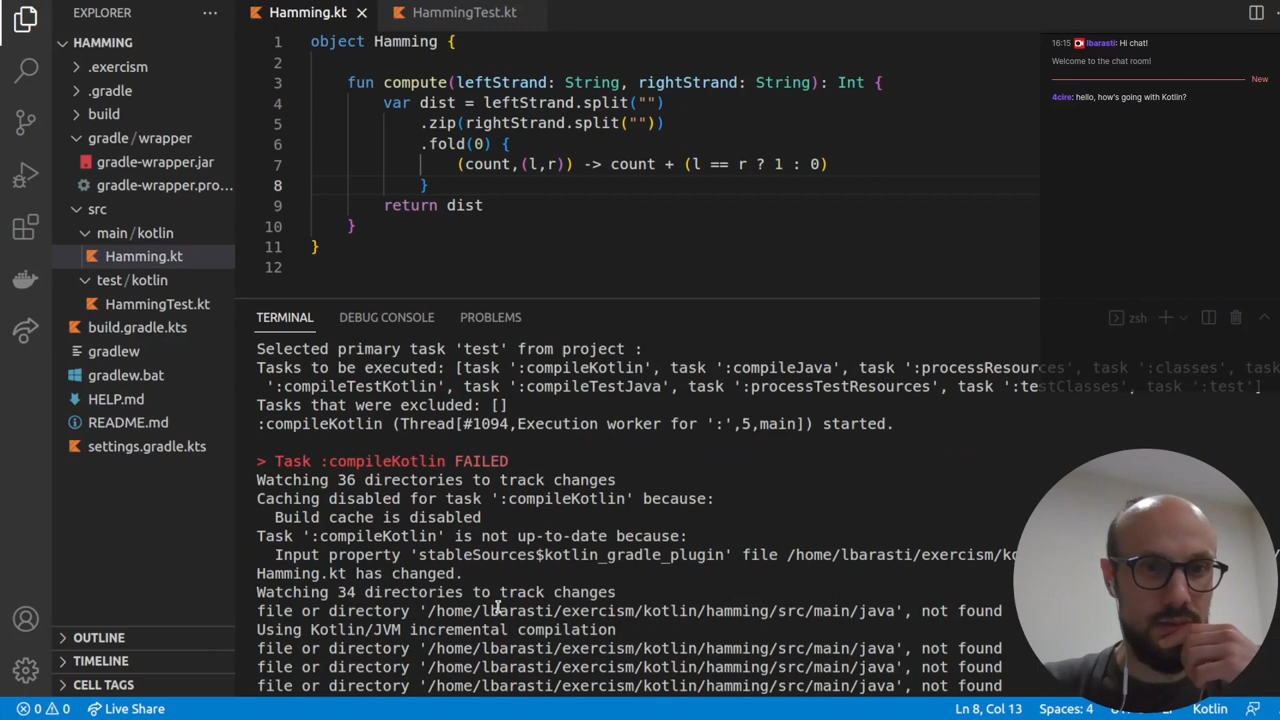 EXPLORER
HAMMING
.exercism
.gradle
build
gradle/wrapper
gradle-wrapper.jar
gradle-wrapper.pro...
src
main/kotlin
Hamming.kt
test/kotlin
HammingTest.kt
build.gradle.kts
gradlew
gradlew.bat
HELP.md
README.md
settings.gradle.kts
OUTLINE
TIMELINE
CELL TAGS
Hamming.kt
HammingTest.kt
1 object Hamming {
2
3 fun compute(leftStrand: String, rightStrand: String): Int {
4 var dist = leftStrand.split("")
5 .zip(rightStrand.split(""))
6 .fold(0) {
7 (count,(l,r)) -> count + (l == r ? 1 : 0)
8 }
9 return dist
10 }
11 }
12
16:15 lbarasti: Hi chat!
Welcome to the chat room!
New
4cire: hello, how's going with Kotlin?
TERMINAL DEBUG CONSOLE PROBLEMS
zsh
Selected primary task 'test' from project :
Tasks to be executed: [task ':compileKotlin', task ':compileJava', task ':processResources', task ':classes', task
':compileTestKotlin', task ':compileTestJava', task ':processTestResources', task ':testClasses', task ':test']
Tasks that were excluded: []
:compileKotlin (Thread[#1094,Execution worker for ':',5,main]) started.
> Task :compileKotlin FAILED
Watching 36 directories to track changes
Caching disabled for task ':compileKotlin' because:
Build cache is disabled
Task ':compileKotlin' is not up-to-date because:
Input property 'stableSources$kotlin_gradle_plugin' file /home/lbarasti/exercism/
Hamming.kt has changed.
Watching 34 directories to track changes
file or directory '/home/lbarasti/exercism/kotlin/hamming/src/main/java', not found
Using Kotlin/JVM incremental compilation
file or directory '/home/lbarasti/exercism/kotlin/hamming/src/main/java', not found
file or directory '/home/lbarasti/exercism/kotlin/hamming/src/main/java', not found
file or directory '/home/lbarasti/exercism/kotlin/hamming/src/main/java', not found
0 0 Live Share
Ln 8, Col 13 Spaces: 4 Kotlin